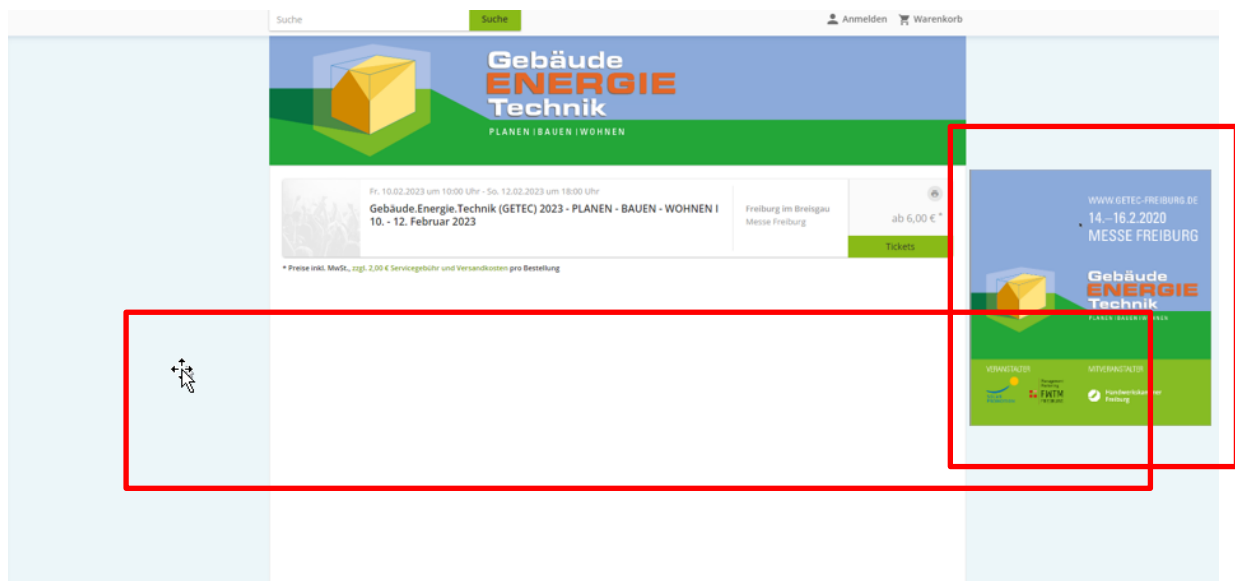 Suche
Suche
Anmelden
Warenkorb
Gebäude
ENERGIE
Technik
PLANEN | BAUEN | WOHNEN
Fr. 10.02.2023 um 10:00 Uhr - So. 12.02.2023 um 18:00 Uhr
Gebäude.Energie.Technik (GETEC) 2023 - PLANEN - BAUEN - WOHNEN I
10. - 12. Februar 2023
Freiburg im Breisgau
Messe Freiburg
ab 6,00 € *
Tickets
* Preise inkl. MwSt., zzgl. 2,00 € Servicegebühr und Versandkosten pro Bestellung
WWW.GETEC-FREIBURG.DE
14.–16.2.2020
MESSE FREIBURG
Gebäude
ENERGIE
Technik
PLANEN | BAUEN | WOHNEN
VERANSTALTER
MITVERANSTALTER
FWTM
Handwerkskammer
Freiburg